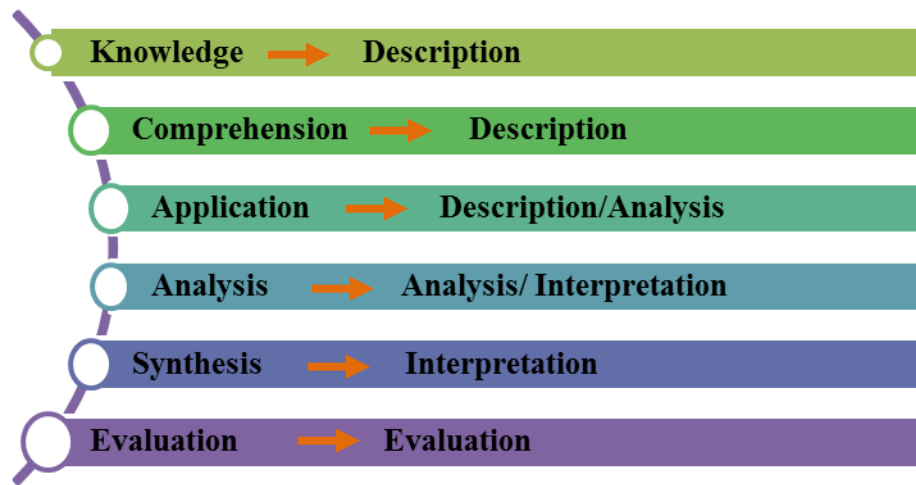 Knowledge Description
Comprehension Description
Application Description/Analysis
Analysis Analysis/ Interpretation
Synthesis Interpretation
Evaluation Evaluation